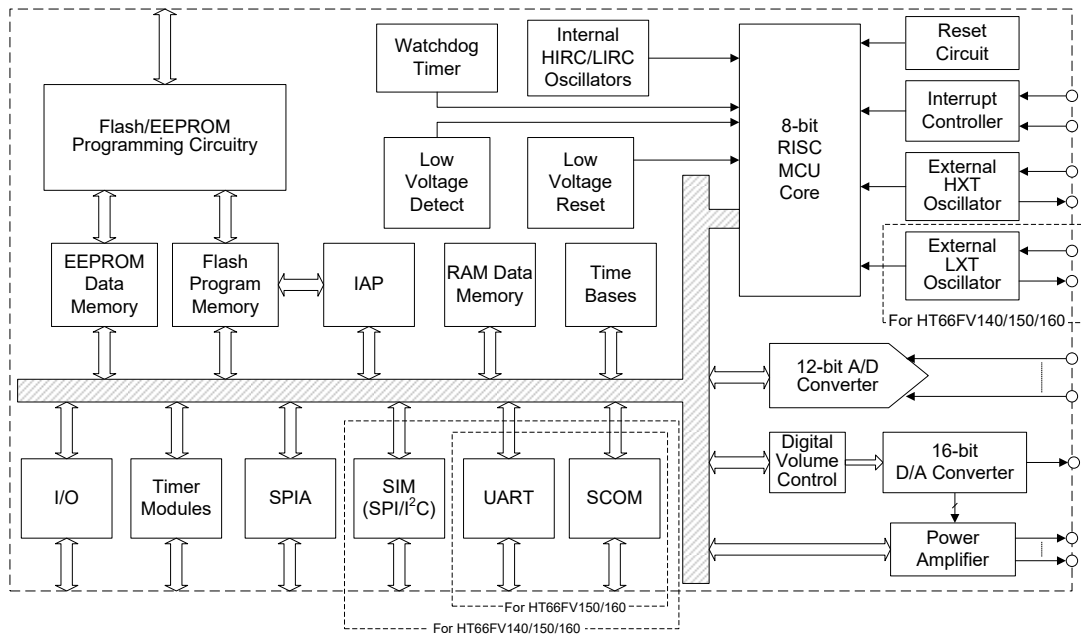 Flash/EEPROM
Programming Circuitry
Watchdog
Timer
Internal
HIRC/LIRC
Oscillators
Low
Voltage
Detect
Low
Voltage
Reset
8-bit
RISC
MCU
Core
Reset
Circuit
Interrupt
Controller
External
HXT
Oscillator
External
LXT
Oscillator
For HT66FV140/150/160
EEPROM
Data
Memory
Flash
Program
Memory
IAP
RAM Data
Memory
Time
Bases
12-bit A/D
Converter
Digital
Volume
Control
16-bit
D/A Converter
Power
Amplifier
I/O
Timer
Modules
SPIA
SIM
(SPI/I²C)
UART
SCOM
For HT66FV150/160
For HT66FV140/150/160